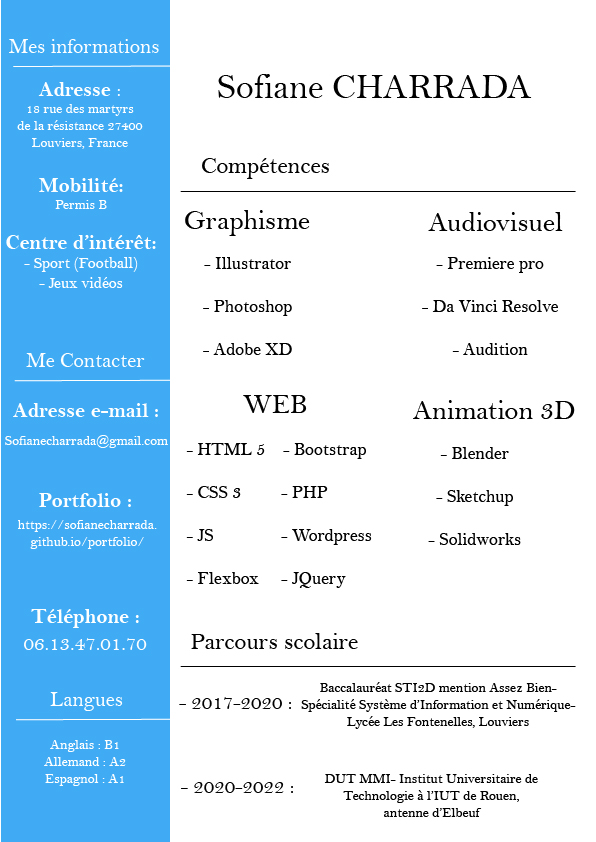 Mes informations
Adresse :
18 rue des martyrs
de la résistance 27400
Louviers, France
Mobilité:
Permis B
Centre d'intérêt:
- Sport (Football)
- Jeux vidéos
Me Contacter
Adresse e-mail :
Sofianecharrada@gmail.com
Portfolio :
https://sofianecharrada.
github.io/portfolio/
Téléphone :
06.13.47.01.70
Langues
Anglais : B1
Allemand : A2
Espagnol : A1
Sofiane CHARRADA
Compétences
Graphisme
- Illustrator
- Photoshop
- Adobe XD
Audiovisuel
- Premiere pro
- Da Vinci Resolve
- Audition
WEB
- HTML 5 - Bootstrap
- CSS 3 - PHP
- JS - Wordpress
- Flexbox - JQuery
Animation 3D
- Blender
- Sketchup
- Solidworks
Parcours scolaire
- 2017-2020 :
Baccalauréat STI2D mention Assez Bien-
Spécialité Système d'Information et Numérique-
Lycée Les Fontenelles, Louviers
- 2020-2022 :
DUT MMI- Institut Universitaire de
Technologie à l'IUT de Rouen,
antenne d'Elbeuf